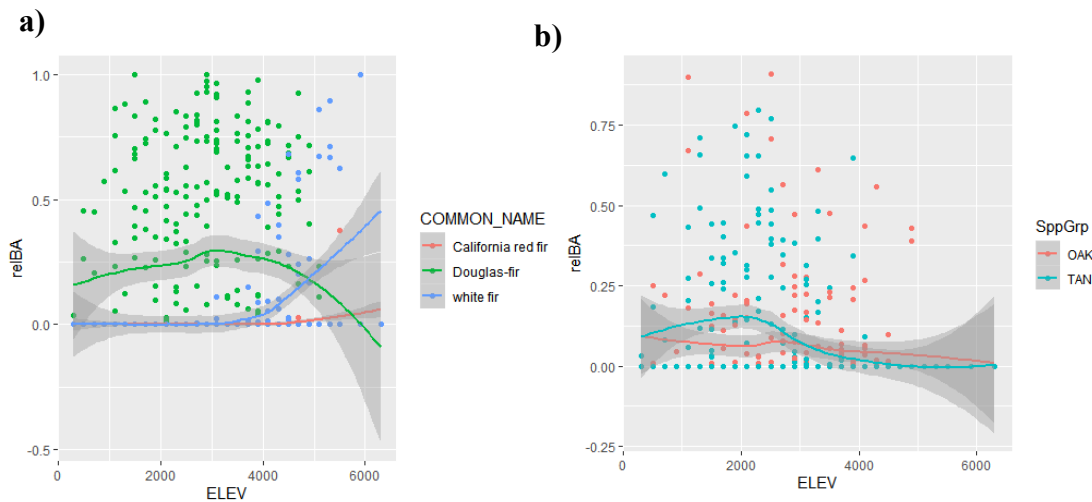 a)
relBA
1.0
0.5
0.0
-0.5
0
2000
4000
6000
ELEV
COMMON_NAME
California red fir
Douglas-fir
white fir
b)
relBA
0.75
0.50
0.25
0.00
-0.25
0
2000
4000
6000
ELEV
SppGrp
OAK
TAN